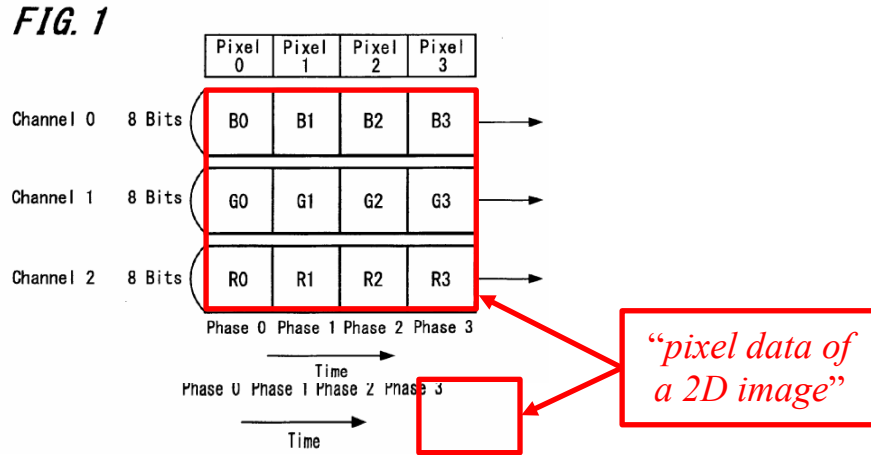 FIG. 1
Pixel 0 Pixel 1 Pixel 2 Pixel 3
Channel 0 8 Bits B0 B1 B2 B3
Channel 1 8 Bits G0 G1 G2 G3
Channel 2 8 Bits R0 R1 R2 R3
Phase 0 Phase 1 Phase 2 Phase 3
Time
Phase 0 Phase 1 Phase 2 Phase 3
Time
“pixel data of
a 2D image”